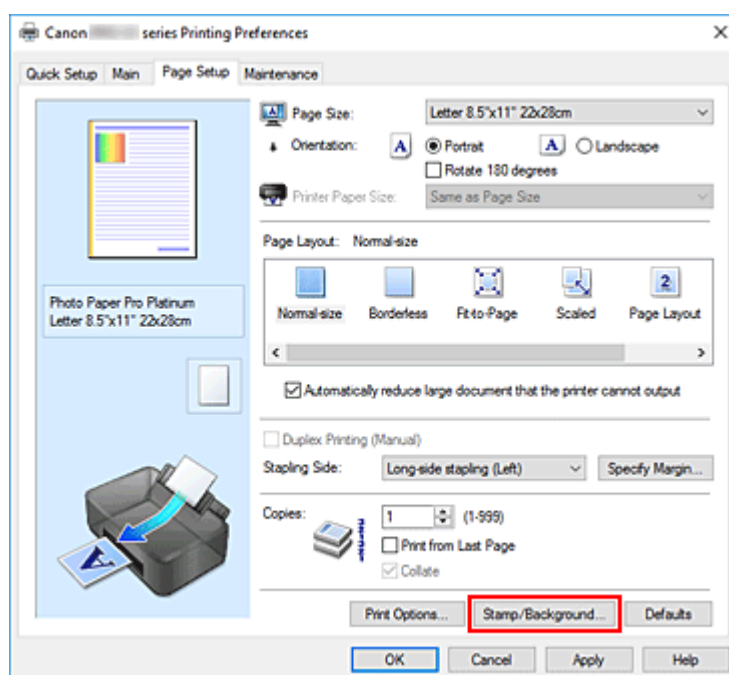 Canon series Printing Preferences
Quick Setup Main Page Setup Maintenance
Page Size: Letter 8.5"x11" 22x28cm
Orientation: A Portrait A Landscape
Rotate 180 degrees
Printer Paper Size: Same as Page Size
Page Layout: Normal-size
2
Normal-size Borderless Fit-to-Page Scaled Page Layout
Photo Paper Pro Platinum
Letter 8.5"x11" 22x28cm
Automatically reduce large document that the printer cannot output
Duplex Printing (Manual)
Stapling Side: Long-side stapling (Left) Specify Margin...
Copies: 1 (1-999)
Print from Last Page
Collate
A
Print Options... Stamp/Background... Defaults
OK Cancel Apply Help